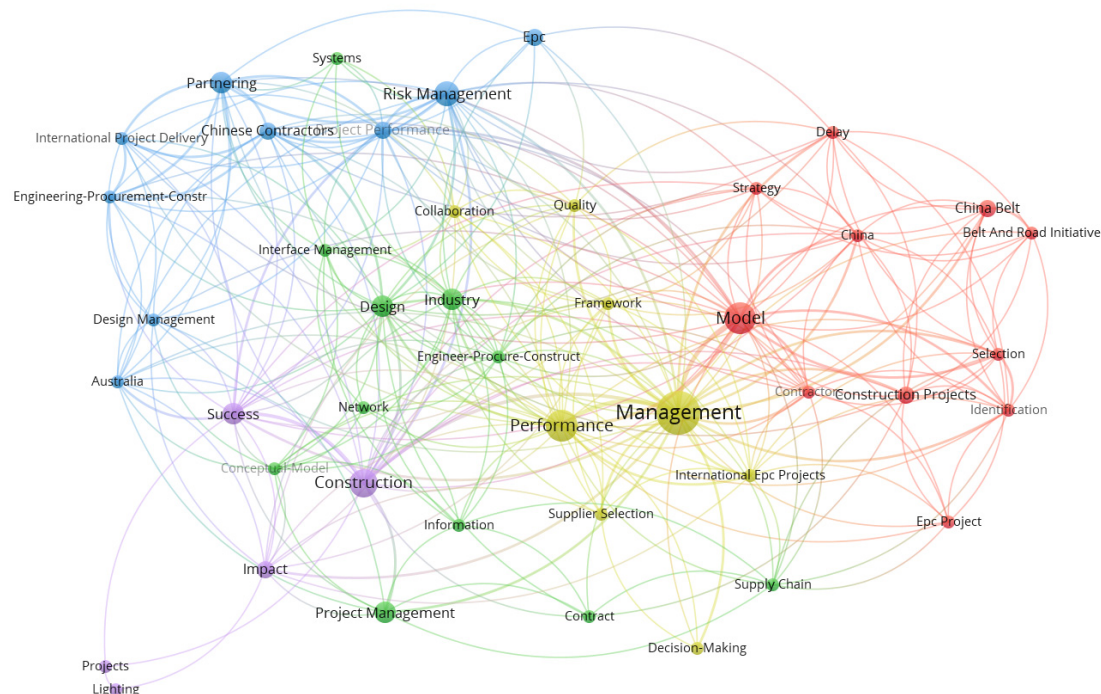 Epc
Systems
Partnering
Risk Management
International Project Delivery
Chinese Contractors
Project Performance
Delay
Engineering-Procurement-Constr
Strategy
Collaboration
Quality
China Belt
China
Belt And Road Initiative
Interface Management
Design
Industry
Framework
Model
Design Management
Engineer-Procure-Construct
Selection
Australia
Contractors
Construction Projects
Success
Network
Performance
Management
Identification
Conceptual-Model
Construction
International Epc Projects
Information
Supplier Selection
Epc Project
Impact
Supply Chain
Project Management
Contract
Decision-Making
Projects
Lighting